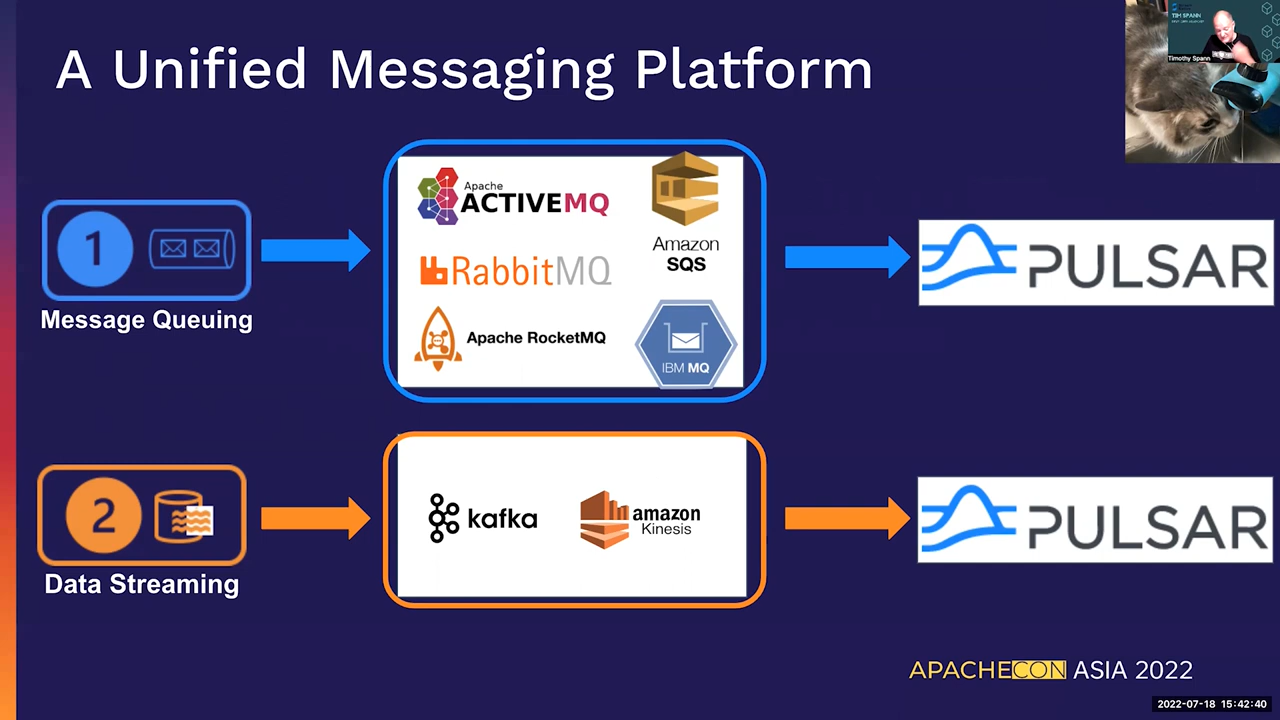 A Unified Messaging Platform
TIM SPANN
Timothy Spann
1
Message Queuing
Apache
ACTIVEMQ
Amazon
SQS
RabbitMQ
Apache RocketMQ
IBM MQ
PULSAR
2
Data Streaming
kafka
amazon
Kinesis
PULSAR
APACHECON ASIA 2022
2022-07-18 15:42:40